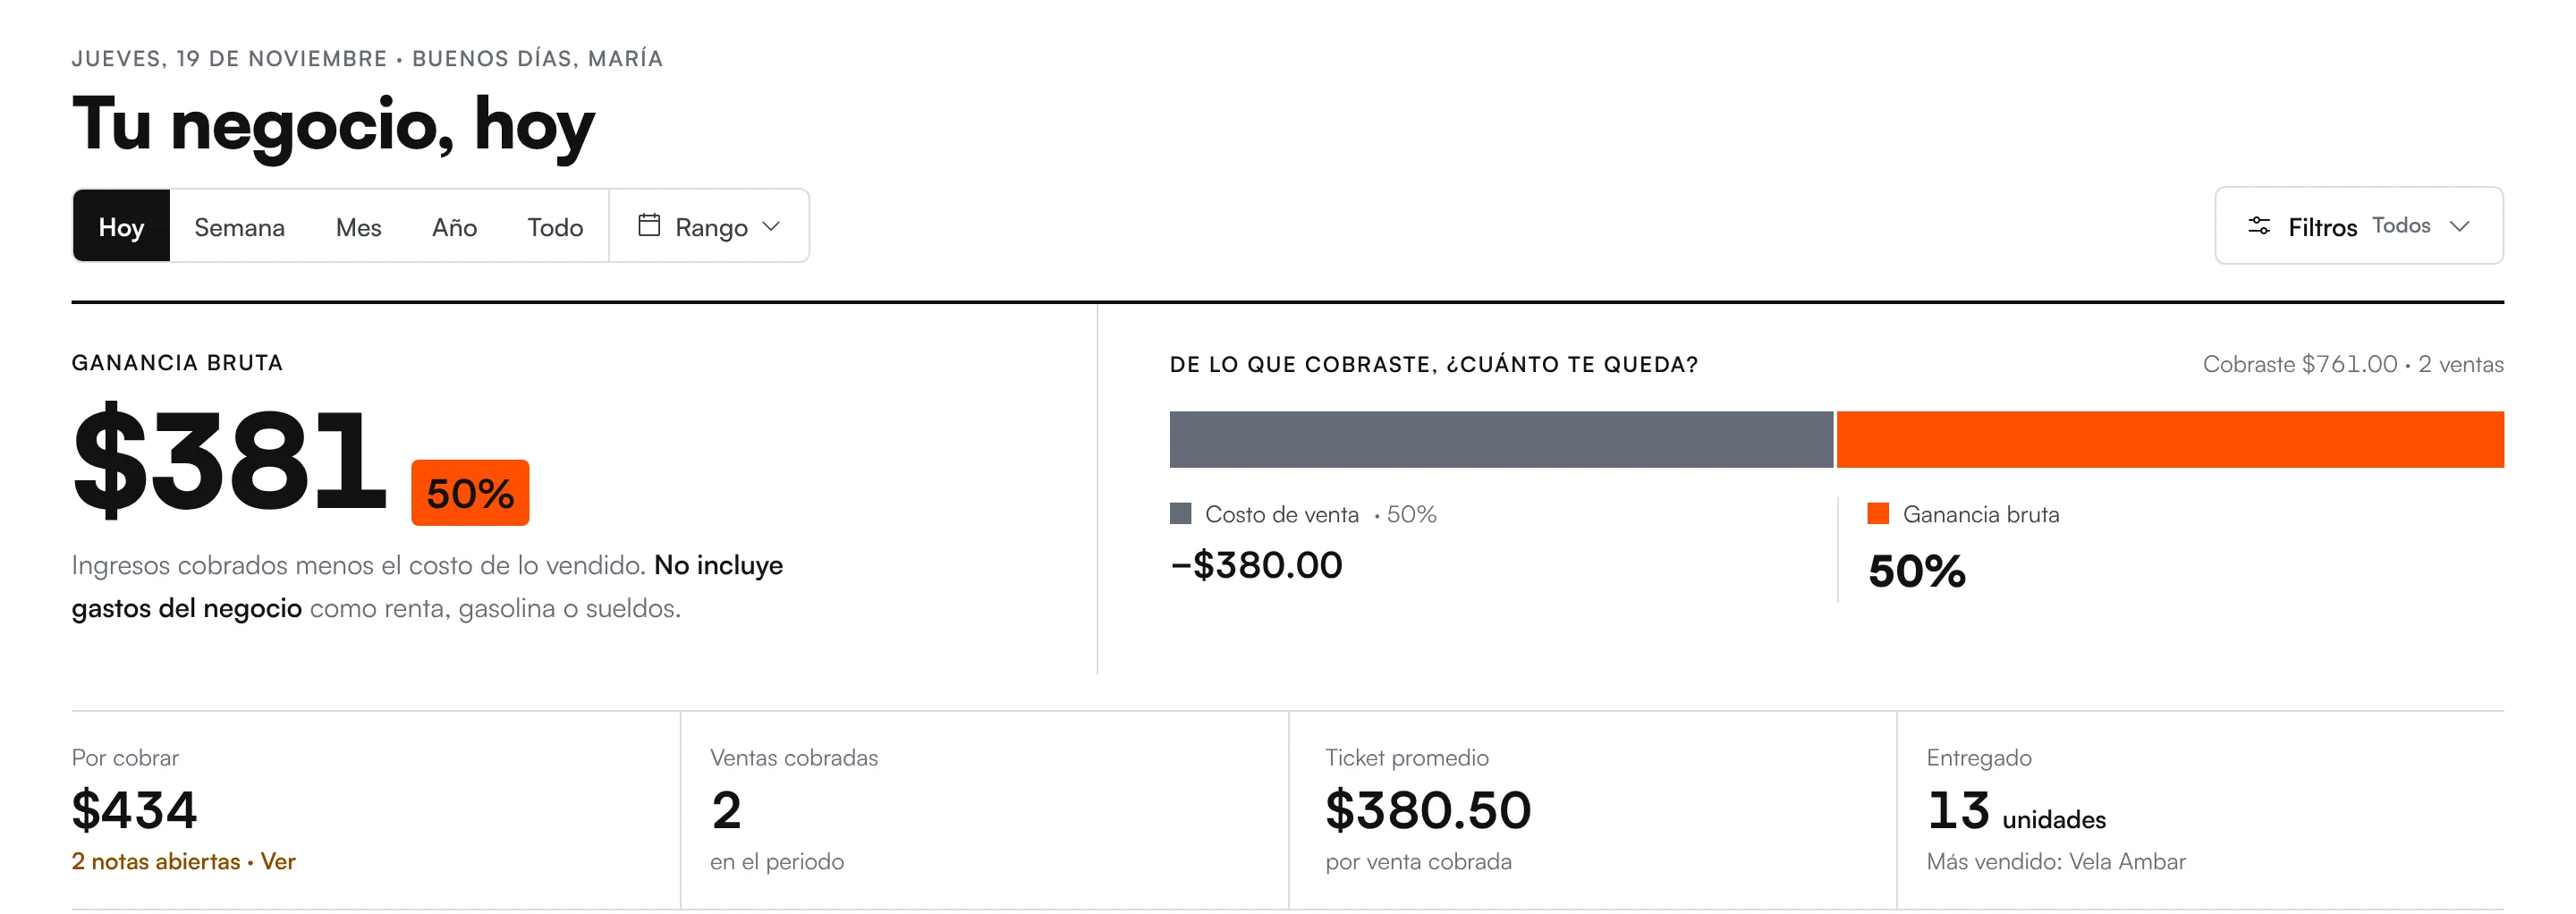 JUEVES, 19 DE NOVIEMBRE • BUENOS DÍAS, MARÍA
Tu negocio, hoy
Hoy Semana Mes Año Todo Rango
Filtros Todos
GANANCIA BRUTA
$381 50%
Ingresos cobrados menos el costo de lo vendido. No incluye
gastos del negocio como renta, gasolina o sueldos.
DE LO QUE COBRASTE, ¿CUÁNTO TE QUEDA?
Cobraste $761.00 • 2 ventas
Costo de venta • 50%
–$380.00
Ganancia bruta
50%
Por cobrar
$434
2 notas abiertas • Ver
Ventas cobradas
2
en el periodo
Ticket promedio
$380.50
por venta cobrada
Entregado
13 unidades
Más vendido: Vela Ambar